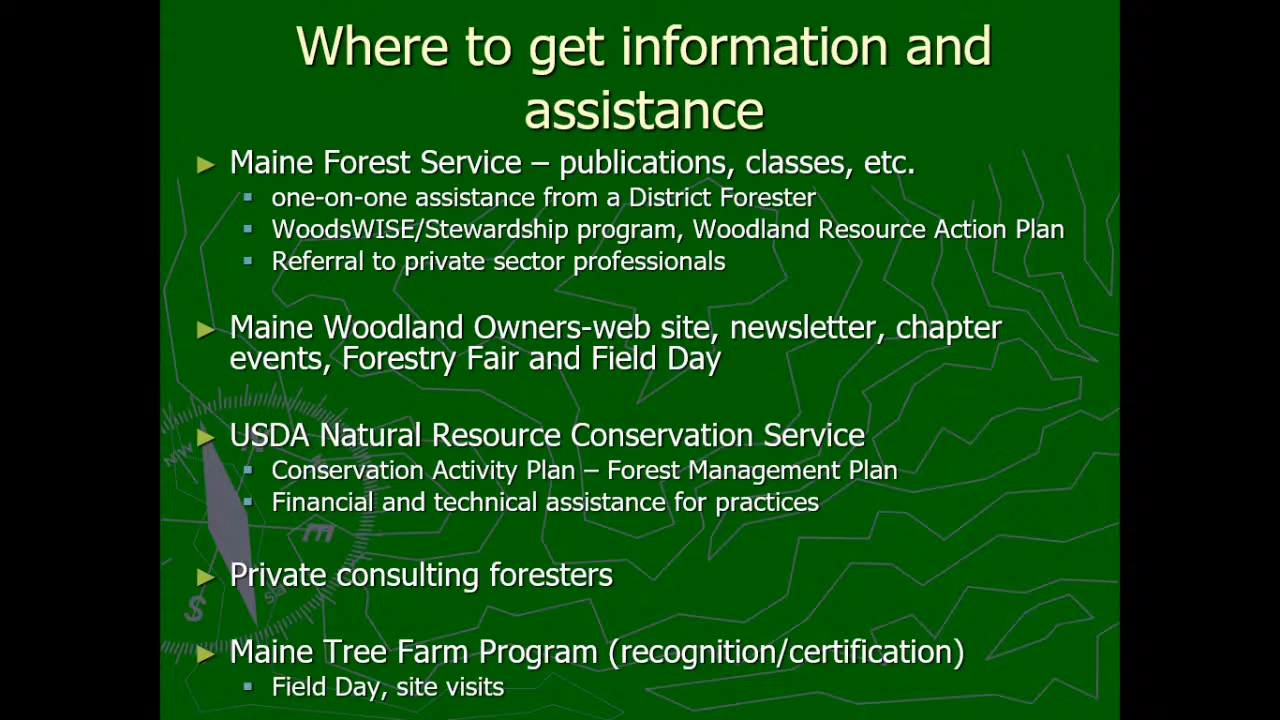 Where to get information and
assistance
► Maine Forest Service – publications, classes, etc.
▪ one-on-one assistance from a District Forester
▪ WoodsWISE/Stewardship program, Woodland Resource Action Plan
▪ Referral to private sector professionals
► Maine Woodland Owners-web site, newsletter, chapter
events, Forestry Fair and Field Day
► USDA Natural Resource Conservation Service
▪ Conservation Activity Plan – Forest Management Plan
▪ Financial and technical assistance for practices
► Private consulting foresters
► Maine Tree Farm Program (recognition/certification)
▪ Field Day, site visits
NW
N
E
S
SE